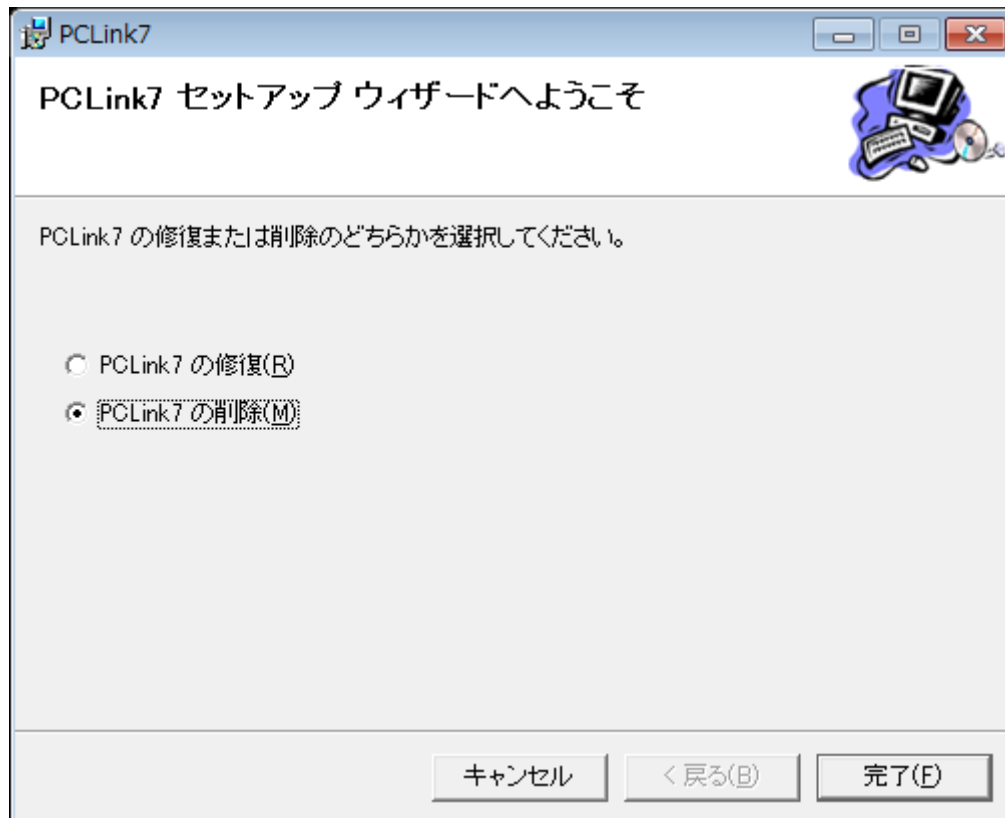 PCLink7
PCLink7 セットアップ ウィザードへようこそ
PCLink7 の修復または削除のどちらかを選択してください。
PCLink7 の修復(R)
PCLink7 の削除(M)
キャンセル
< 戻る(B)
完了(F)